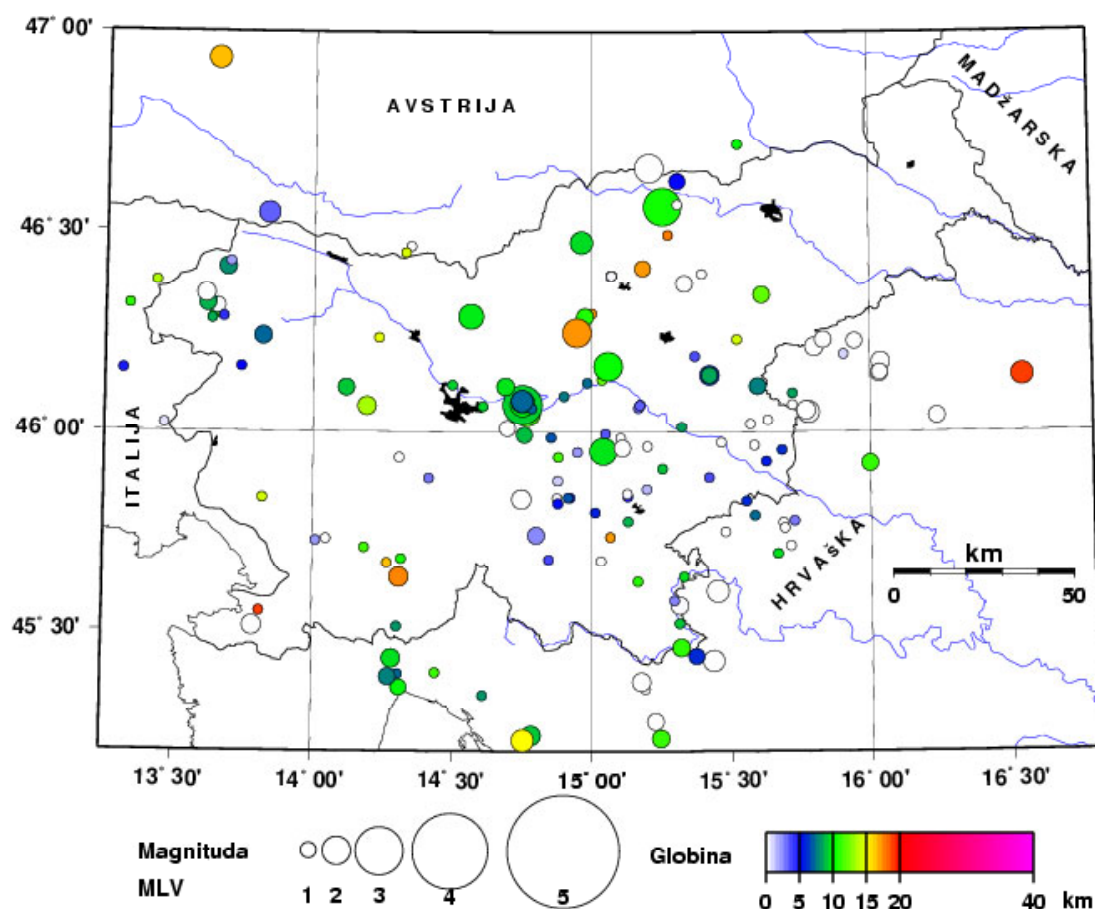 47° 00'
AVSTRIJA
MADžARSKA
46° 30'
46° 00'
ITALIJA
HRVAšKA
km
0 50
45° 30'
13° 30' 14° 00' 14° 30' 15° 00' 15° 30' 16° 00' 16° 30'
Magnituda
MLV
1 2 3 4 5
Globina
0 5 10 15 20 40 km